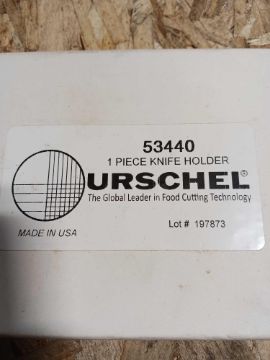 53440
1 PIECE KNIFE HOLDER
URSCHEL®
The Global Leader in Food Cutting Technology
Lot # 197873
MADE IN USA